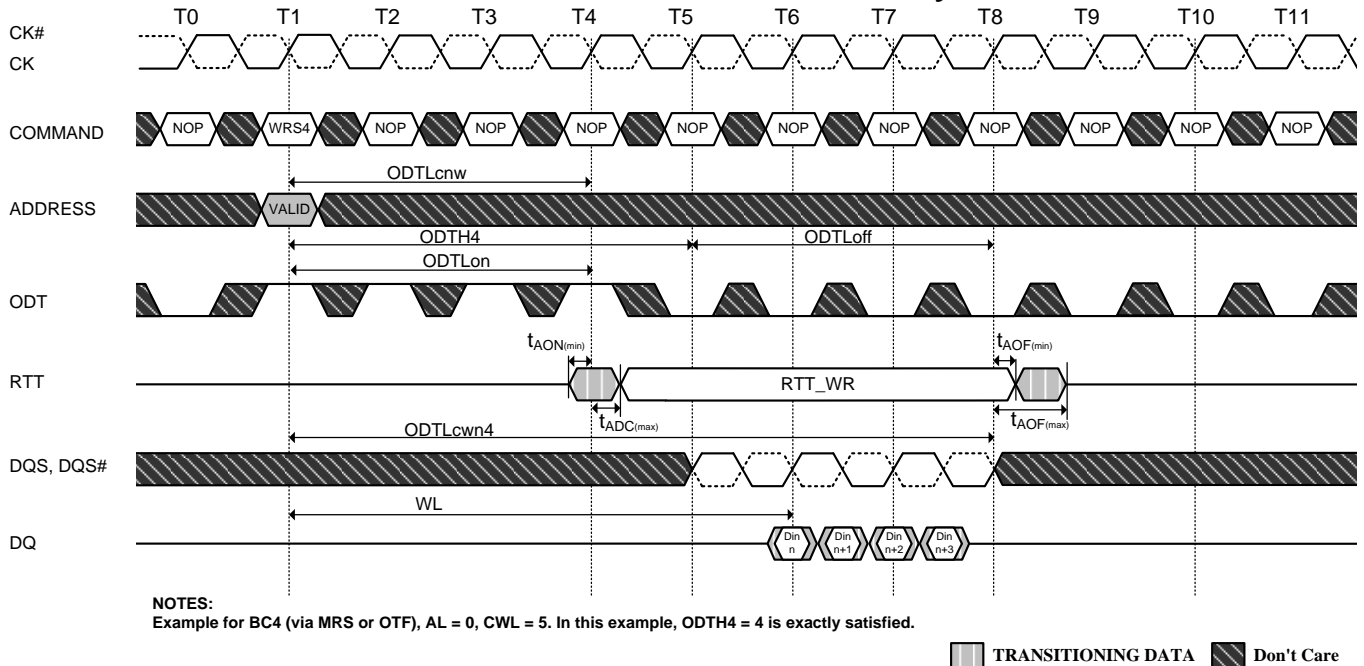 T0 T1 T2 T3 T4 T5 T6 T7 T8 T9 T10 T11
CK#
CK
COMMAND NOP WRS4 NOP NOP NOP NOP NOP NOP NOP NOP NOP NOP
ODTLcnw
ADDRESS VALID
ODTH4 ODTLoff
ODTLon
ODT
tAON(min) tAOF(min)
RTT RTT_WR
tADC(max) tAOF(max)
ODTLcwn4
DQS, DQS#
WL
DQ Din n Din n+1 Din n+2 Din n+3
NOTES:
Example for BC4 (via MRS or OTF), AL = 0, CWL = 5. In this example, ODTH4 = 4 is exactly satisfied.
TRANSITIONING DATA Don't Care